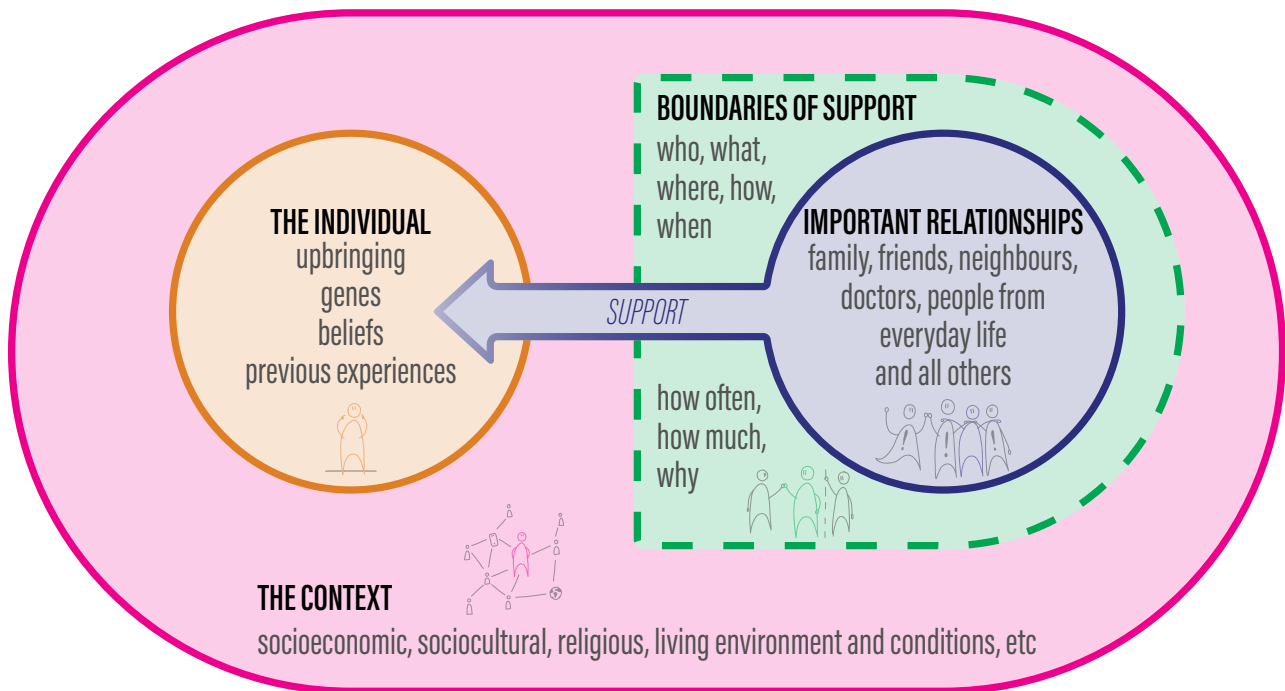 BOUNDARIES OF SUPPORT
who, what,
where, how,
when
THE INDIVIDUAL
upbringing
genes
beliefs
previous experiences
IMPORTANT RELATIONSHIPS
family, friends, neighbours,
doctors, people from
everyday life
and all others
SUPPORT
how often,
how much,
why
THE CONTEXT
socioeconomic, sociocultural, religious, living environment and conditions, etc